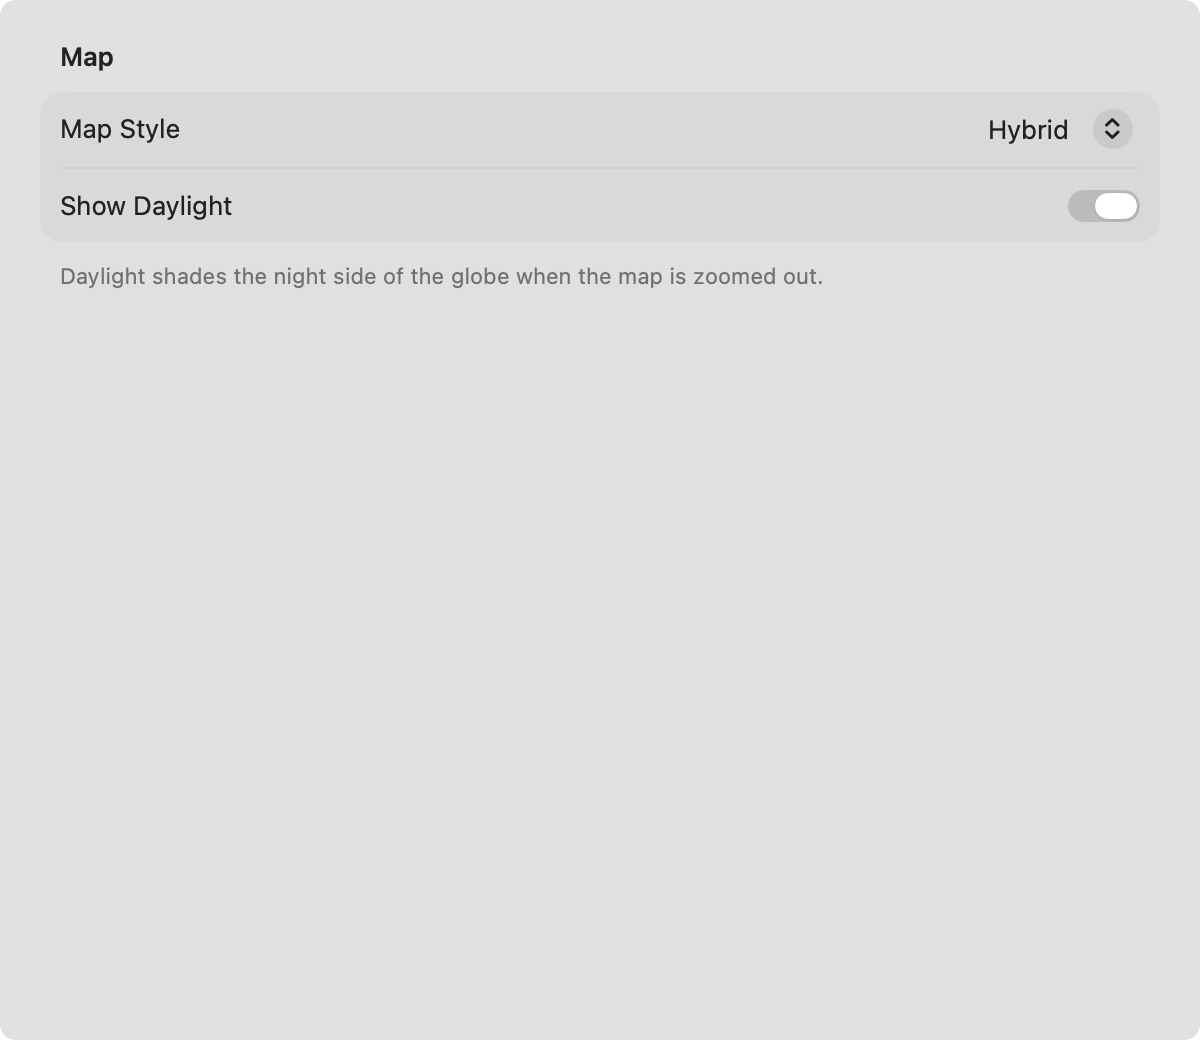 Map
Map Style
Hybrid
Show Daylight
Daylight shades the night side of the globe when the map is zoomed out.